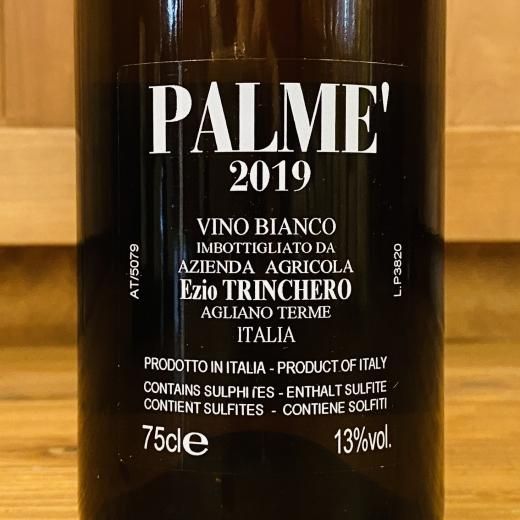 PALME'
2019
VINO BIANCO
IMBOTTIGLIATO DA
AZIENDA AGRICOLA
Ezio TRINCHERO
AGLIANO TERME
ITALIA
AT/5079
L.P3820
PRODOTTO IN ITALIA - PRODUCT OF ITALY
CONTAINS SULPHITES - ENTHALT SULFITE
CONTIENT SULFITES - CONTIENE SOLFITI
75cle 13%vol.